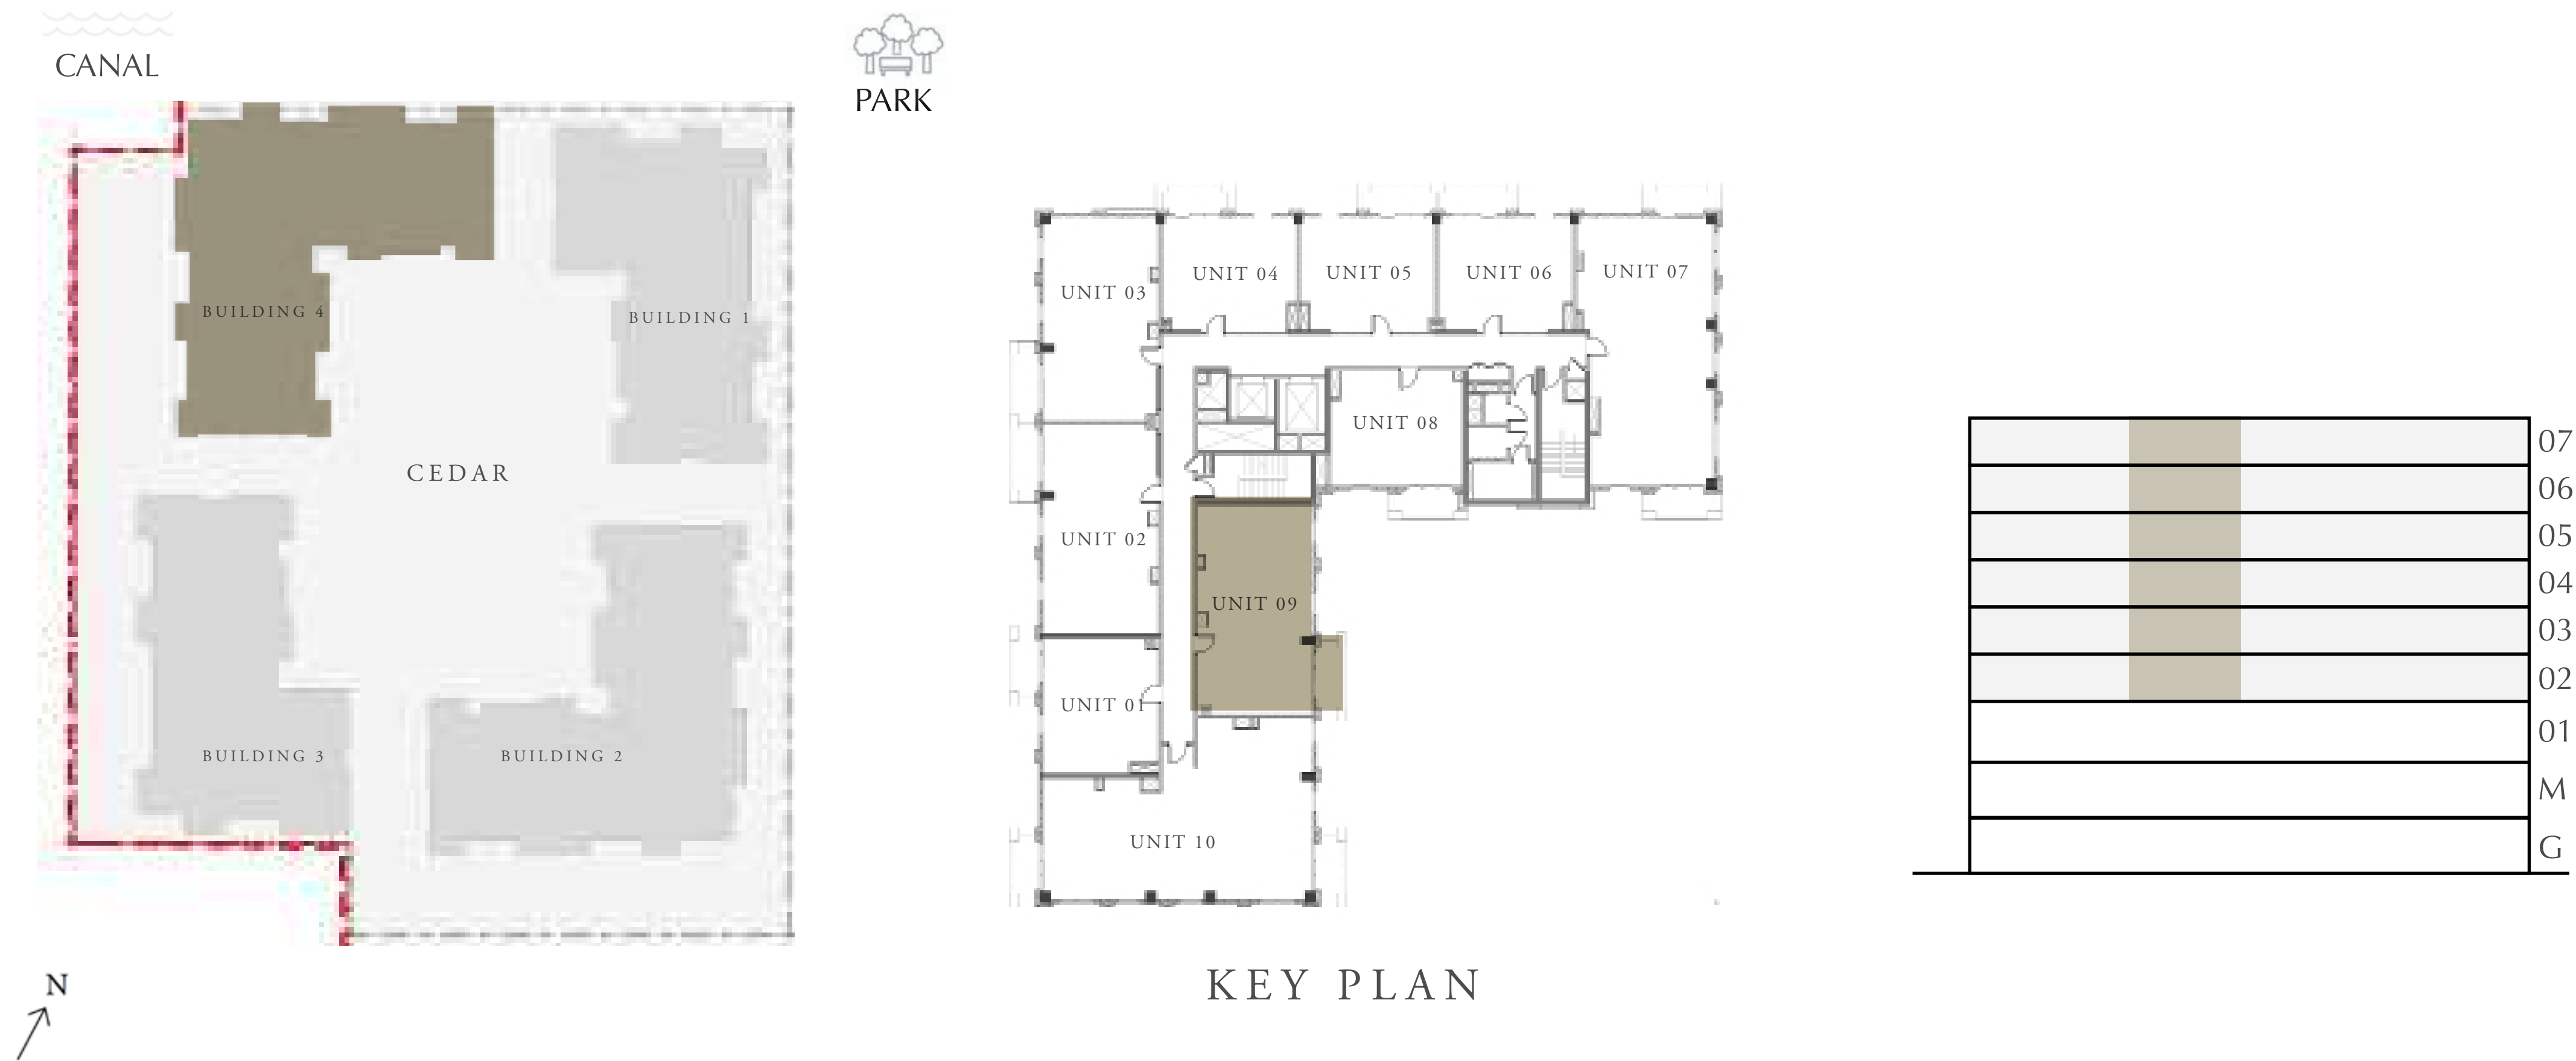 CANAL
PARK
BUILDING 4
BUILDING 1
CEDAR
BUILDING 3
BUILDING 2
N
UNIT 03
UNIT 04
UNIT 05
UNIT 06
UNIT 07
UNIT 08
UNIT 02
UNIT 09
UNIT 01
UNIT 10
KEY PLAN
07
06
05
04
03
02
01
M
G